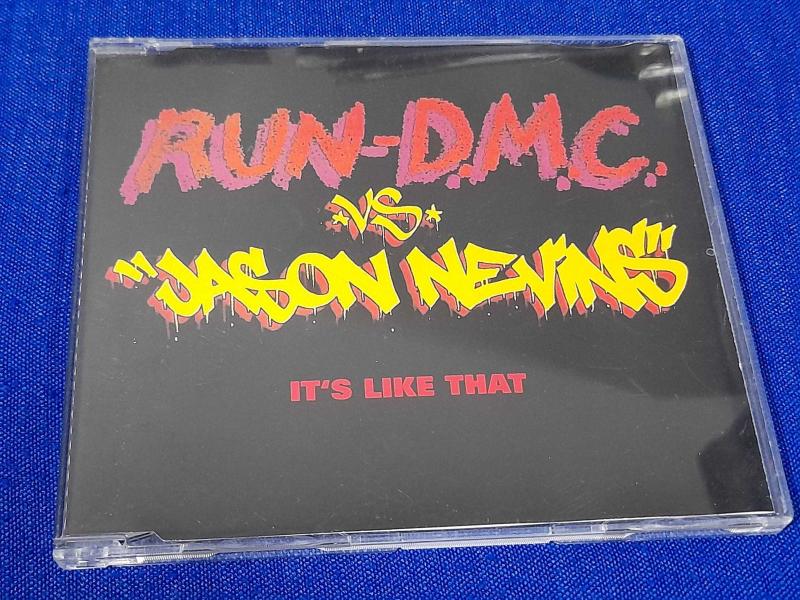 RUN-D.M.C.
VS
"JASON NEVINS"
IT'S LIKE THAT